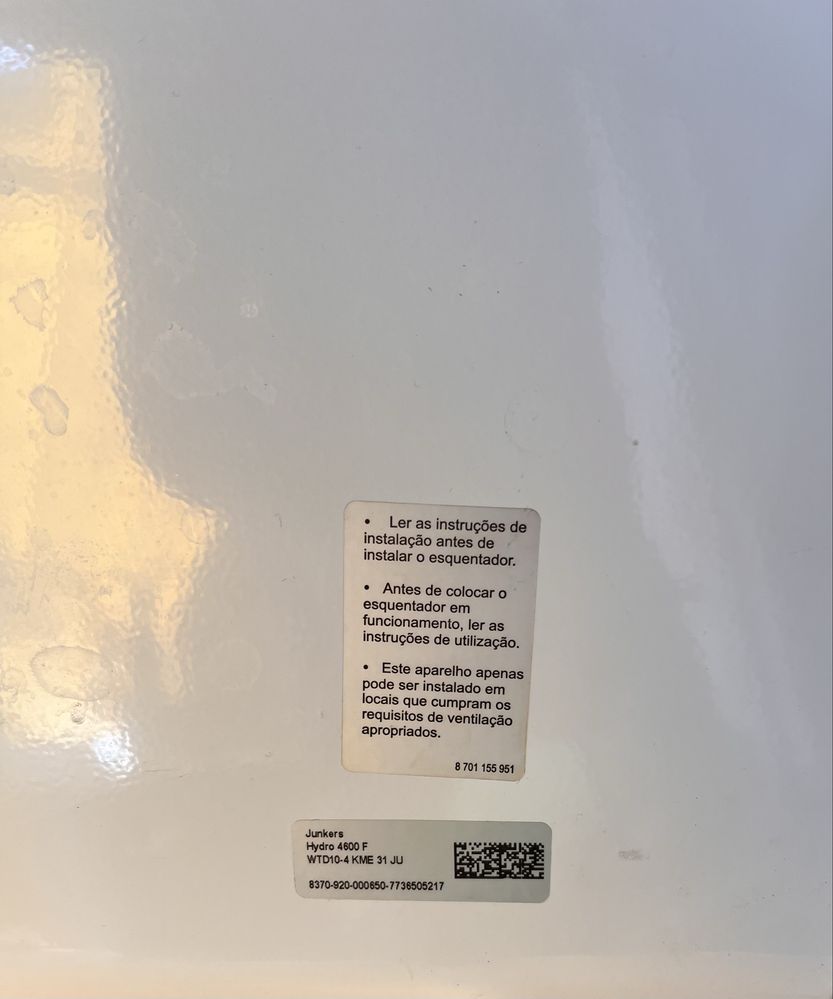 • Ler as instruções de
instalação antes de
instalar o esquentador.
• Antes de colocar o
esquentador em
funcionamento, ler as
instruções de utilização.
• Este aparelho apenas
pode ser instalado em
locais que cumpram os
requisitos de ventilação
apropriados.
8 701 155 951
Junkers
Hydro 4600 F
WTD10-4 KME 31 JU
8370-920-000650-7736505217